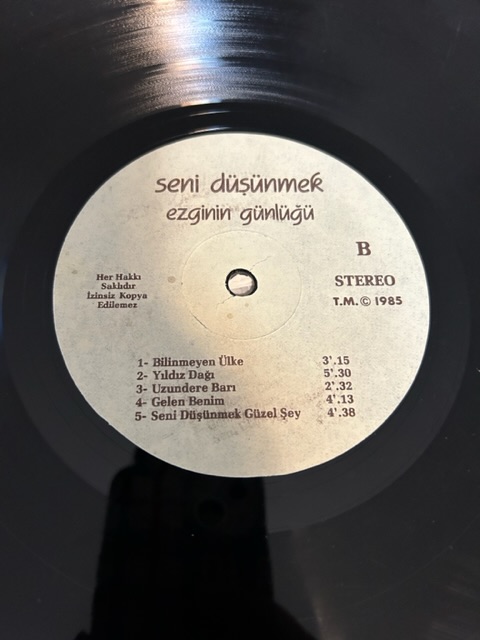 seni düşünmek
ezginin günlüğü
B
Her Hakkı
Saklıdır
İzinsiz Kopya
Edilemez
STEREO
T.M. © 1985
1- Bilinmeyen Ülke 3'.15
2- Yıldız Dağı 5'.30
3- Uzundere Barı 2'.32
4- Gelen Benim 4'.13
5- Seni Düşünmek Güzel Şey 4'.38